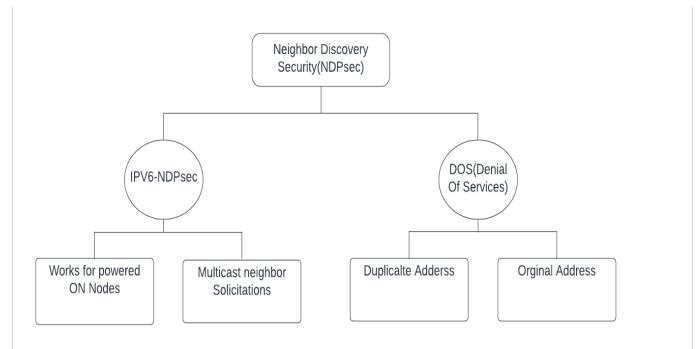 Neighbor Discovery
Security(NDPsec)
IPV6-NDPsec
DOS(Denial
Of Services)
Works for powered
ON Nodes
Multicast neighbor
Solicitations
Duplicalte Adderss
Orginal Address